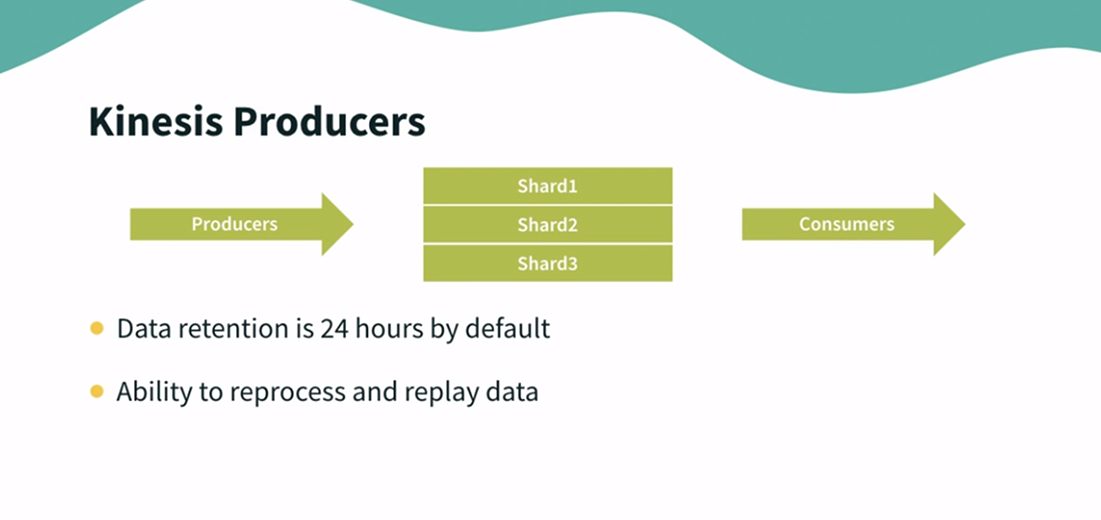 Kinesis Producers
Shard1
Producers
Shard2
Consumers
Shard3
Data retention is 24 hours by default
Ability to reprocess and replay data